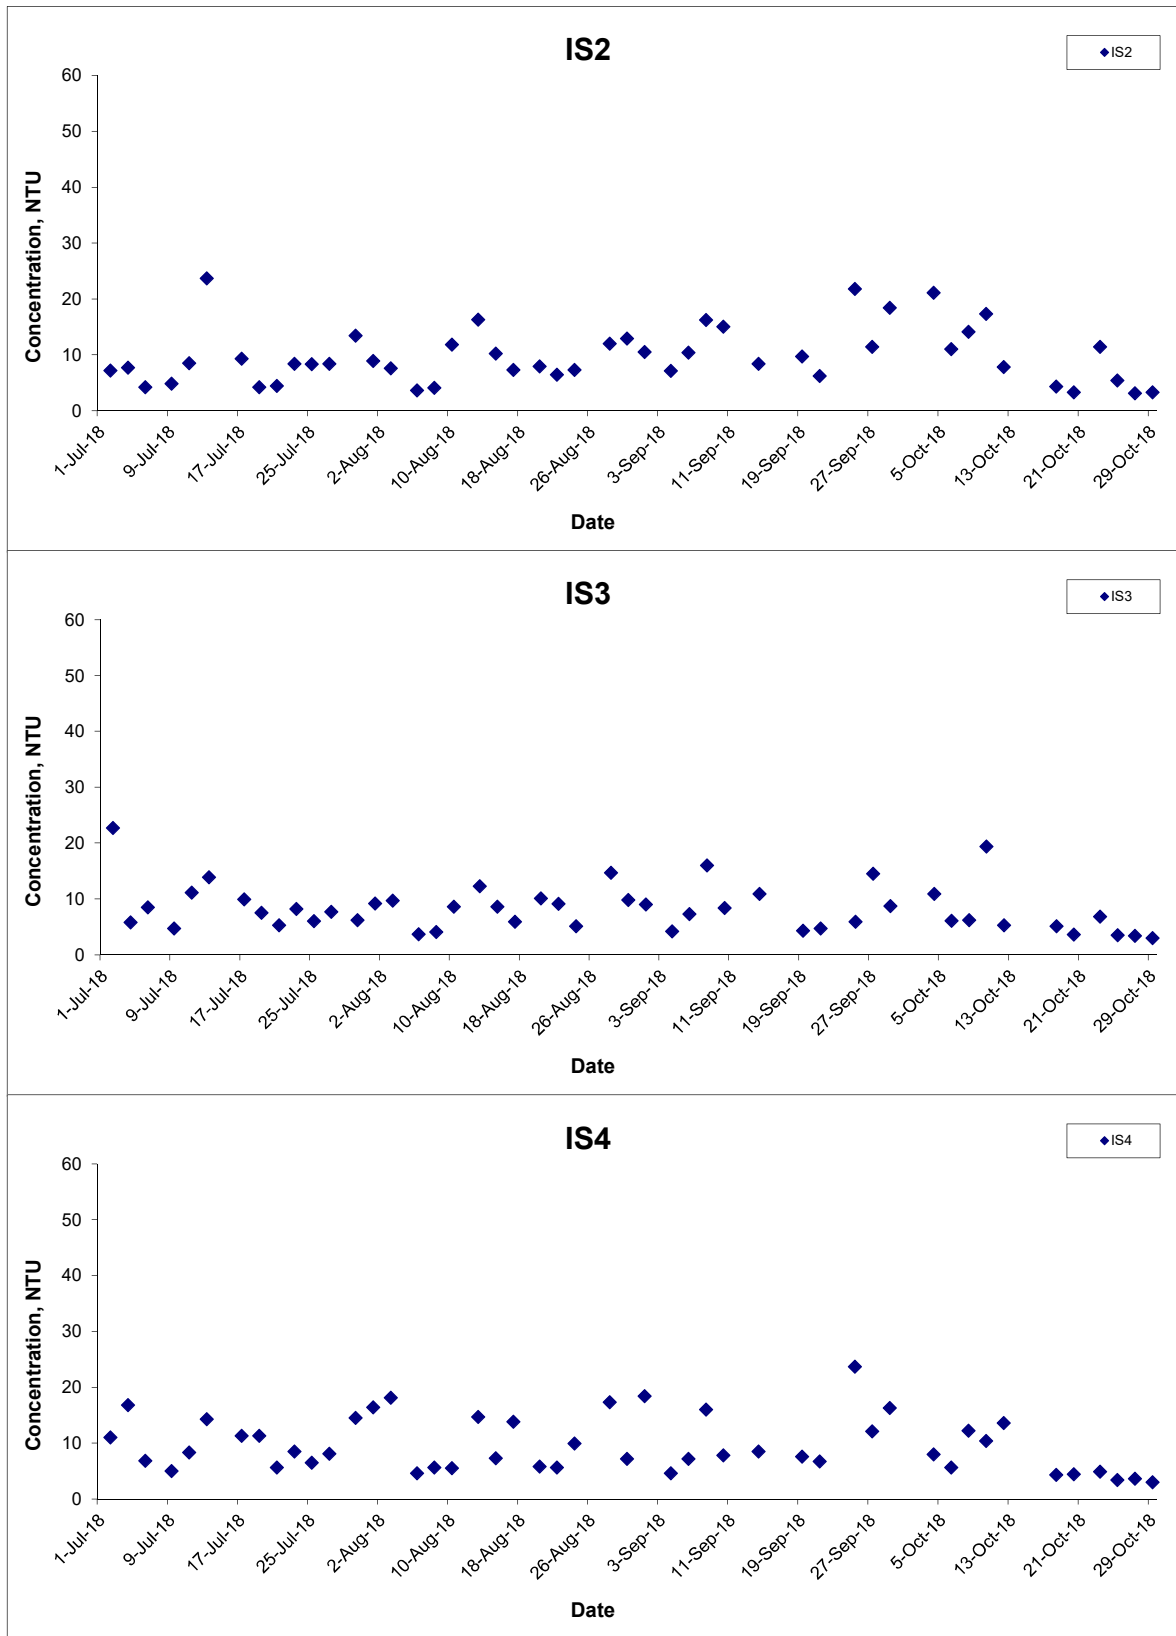 IS2
IS2
60
50
40
30
20
10
0
Concentration, NTU
1-Jul-18 9-Jul-18 17-Jul-18 25-Jul-18 2-Aug-18 10-Aug-18 18-Aug-18 26-Aug-18 3-Sep-18 11-Sep-18 19-Sep-18 27-Sep-18 5-Oct-18 13-Oct-18 21-Oct-18 29-Oct-18
Date
IS3
IS3
60
50
40
30
20
10
0
Concentration, NTU
1-Jul-18 9-Jul-18 17-Jul-18 25-Jul-18 2-Aug-18 10-Aug-18 18-Aug-18 26-Aug-18 3-Sep-18 11-Sep-18 19-Sep-18 27-Sep-18 5-Oct-18 13-Oct-18 21-Oct-18 29-Oct-18
Date
IS4
IS4
60
50
40
30
20
10
0
Concentration, NTU
1-Jul-18 9-Jul-18 17-Jul-18 25-Jul-18 2-Aug-18 10-Aug-18 18-Aug-18 26-Aug-18 3-Sep-18 11-Sep-18 19-Sep-18 27-Sep-18 5-Oct-18 13-Oct-18 21-Oct-18 29-Oct-18
Date